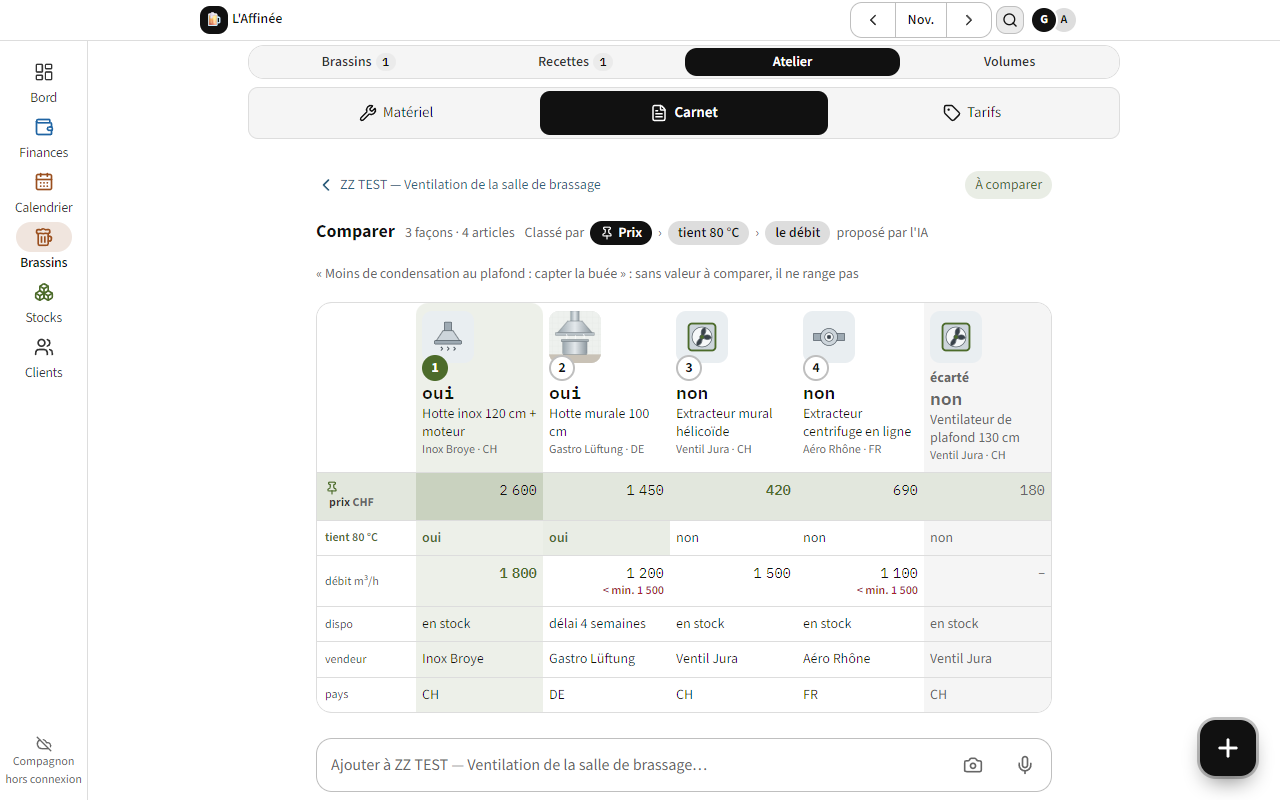 L'Affinée
Nov.
G
A
Brassins 1
Recettes 1
Atelier
Volumes
Matériel
Carnet
Tarifs
Bord
Finances
Calendrier
Brassins
Stocks
Clients
Compagnon
hors connexion
ZZ TEST — Ventilation de la salle de brassage
À comparer
Comparer 3 façons · 4 articles Classé par Prix › tient 80 °C › le débit proposé par l'IA
« Moins de condensation au plafond : capter la buée » : sans valeur à comparer, il ne range pas
1
oui
Hotte inox 120 cm +
moteur
Inox Broye · CH
2
oui
Hotte murale 100
cm
Gastro Lüftung · DE
3
non
Extracteur mural
hélicoïde
Ventil Jura · CH
4
non
Extracteur
centrifuge en ligne
Aéro Rhône · FR
écarté
non
Ventilateur de
plafond 130 cm
Ventil Jura · CH
prix CHF 2 600 1 450 420 690 180
tient 80 °C oui oui non non non
débit m³/h 1 800 1 200 1 500 1 100 –
< min. 1 500 < min. 1 500
dispo en stock délai 4 semaines en stock en stock en stock
vendeur Inox Broye Gastro Lüftung Ventil Jura Aéro Rhône Ventil Jura
pays CH DE CH FR CH
Ajouter à ZZ TEST — Ventilation de la salle de brassage…